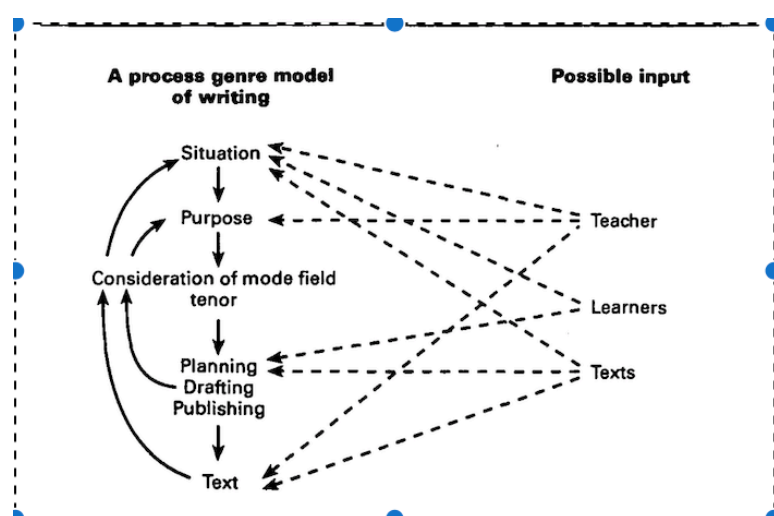 A process genre model
of writing
Possible input
Situation
Purpose
Teacher
Consideration of mode field
tenor
Learners
Planning
Drafting
Publishing
Texts
Text